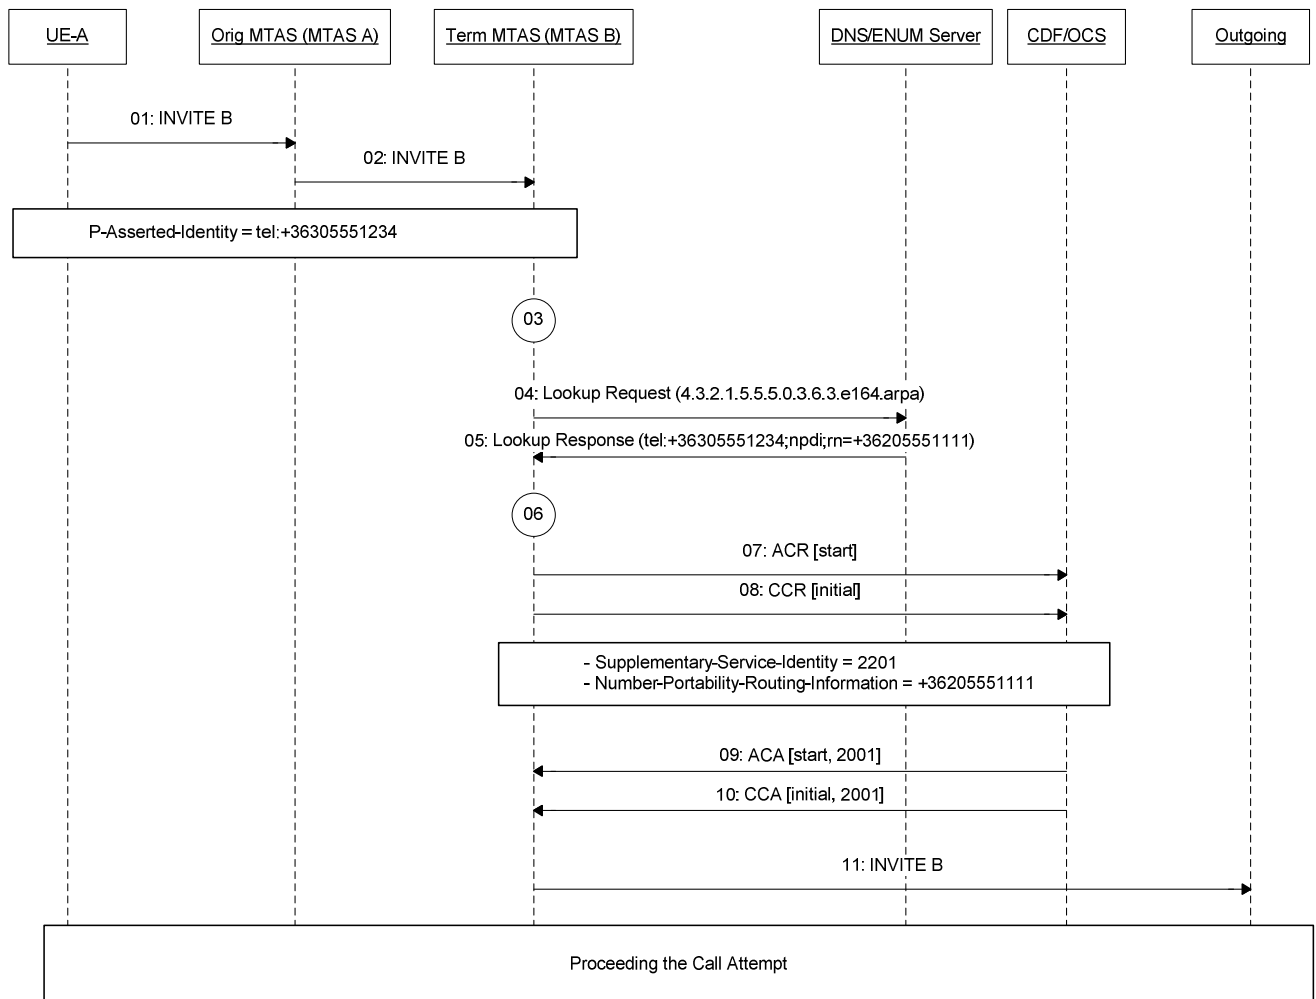 UE-A
Orig MTAS (MTAS A)
Term MTAS (MTAS B)
DNS/ENUM Server
CDF/OCS
Outgoing
01: INVITE B
02: INVITE B
P-Asserted-Identity = tel:+36305551234
03
04: Lookup Request (4.3.2.1.5.5.5.0.3.6.3.e164.arpa)
05: Lookup Response (tel:+36305551234;npdi;rn=+36205551111)
06
07: ACR [start]
08: CCR [initial]
- Supplementary-Service-Identity = 2201
- Number-Portability-Routing-Information = +36205551111
09: ACA [start, 2001]
10: CCA [initial, 2001]
11: INVITE B
Proceeding the Call Attempt